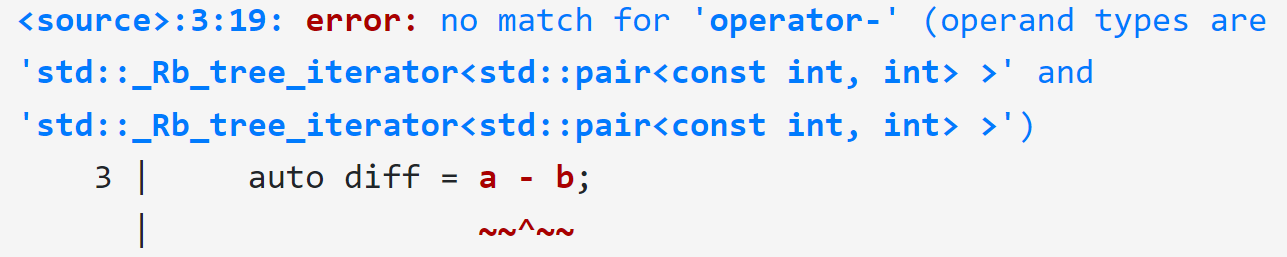 <source>:3:19: error: no match for 'operator-' (operand types are
'std::_Rb_tree_iterator<std::pair<const int, int> >' and
'std::_Rb_tree_iterator<std::pair<const int, int> >')
    3 |     auto diff = a - b;
      |                 ~~^~~